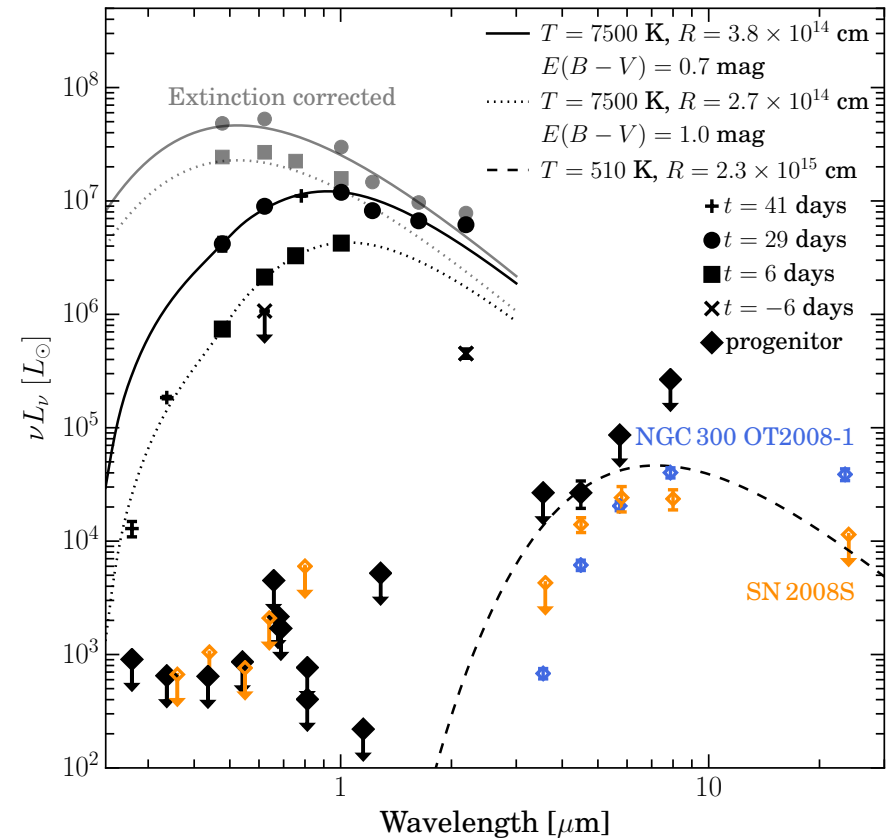 T = 7500 K, R = 3.8 × 10^14 cm
E(B − V) = 0.7 mag
T = 7500 K, R = 2.7 × 10^14 cm
E(B − V) = 1.0 mag
T = 510 K, R = 2.3 × 10^15 cm
t = 41 days
t = 29 days
t = 6 days
t = −6 days
progenitor
Extinction corrected
NGC 300 OT2008-1
SN 2008S
νL_ν [L_⊙]
10^8
10^7
10^6
10^5
10^4
10^3
10^2
1
10
Wavelength [μm]